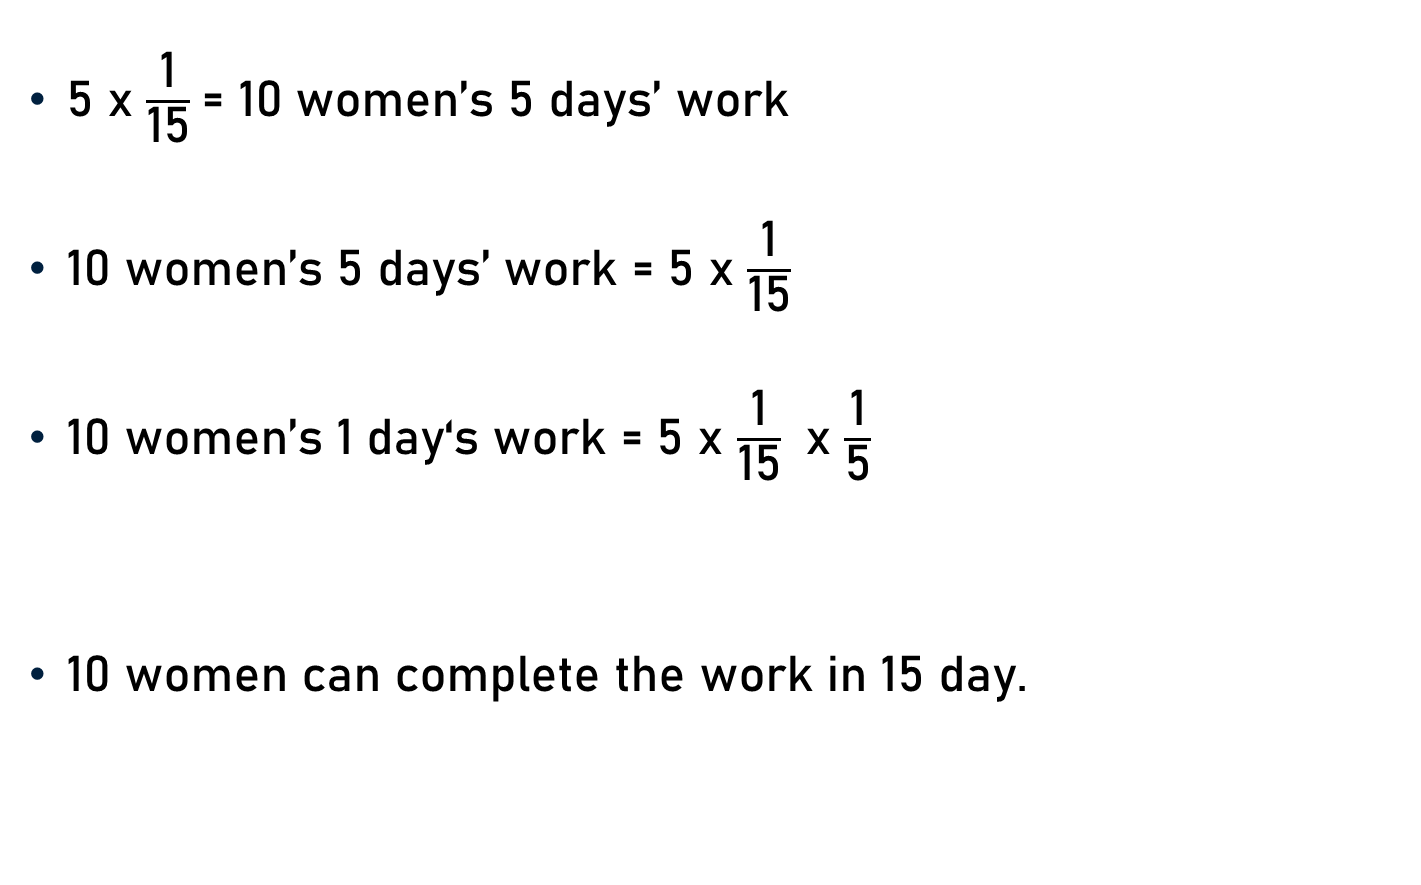 • 5 x 1/15 = 10 women’s 5 days’ work
• 10 women’s 5 days’ work = 5 x 1/15
• 10 women’s 1 day‘s work = 5 x 1/15 x 1/5
• 10 women can complete the work in 15 day.